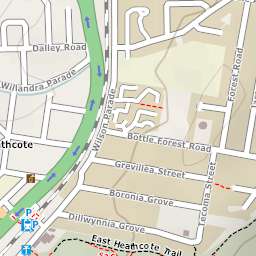 Dalley Road
Willandra Parade
Forest Road
Wilson Parade
thcote
Bottle Forest Road
Grevillea Street
Tecoma Street
Boronia Grove
P
P
Dillwynnia Grove
East Heathcote Trail